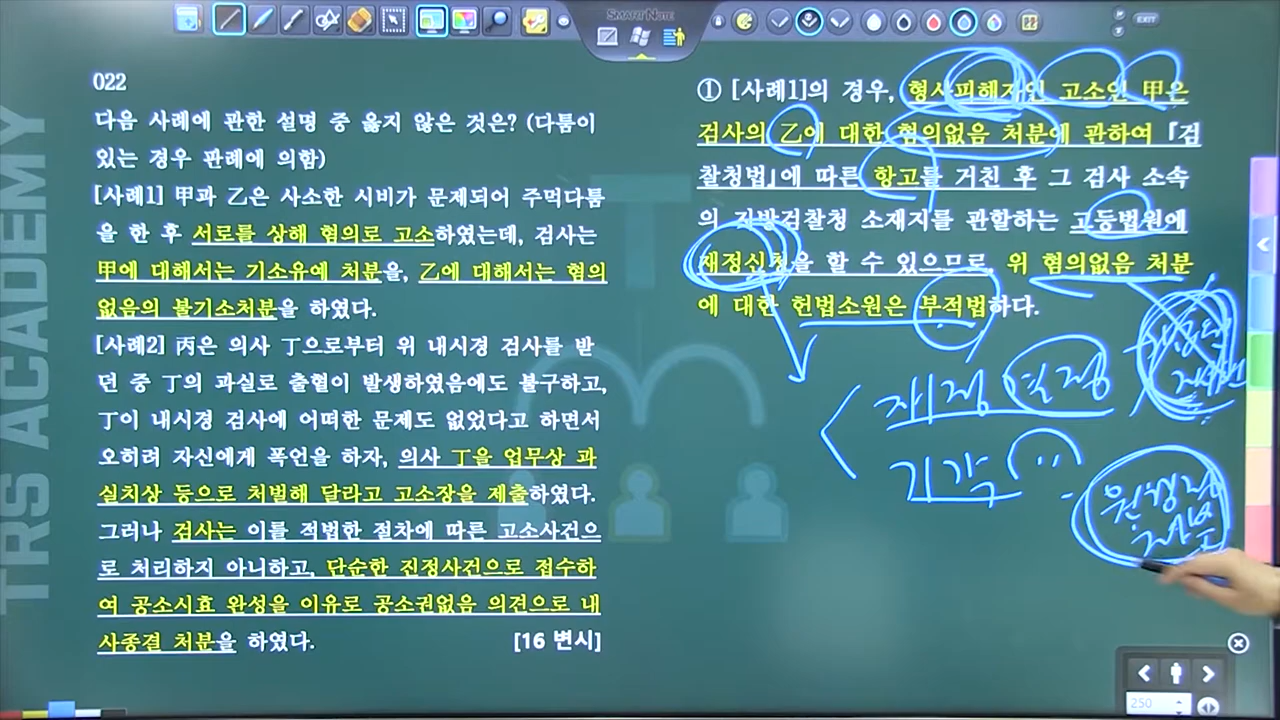 SMART NOTE
EXIT
022
다음 사례에 관한 설명 중 옳지 않은 것은? (다툼이
있는 경우 판례에 의함)
[사례1] 甲과 乙은 사소한 시비가 문제되어 주먹다툼
을 한 후 서로를 상해 혐의로 고소하였는데, 검사는
甲에 대해서는 기소유예 처분을, 乙에 대해서는 혐의
없음의 불기소처분을 하였다.
[사례2] 丙은 의사 丁으로부터 위 내시경 검사를 받
던 중 丁의 과실로 출혈이 발생하였음에도 불구하고,
丁이 내시경 검사에 어떠한 문제도 없었다고 하면서
오히려 자신에게 폭언을 하자, 의사 丁을 업무상 과
실치상 등으로 처벌해 달라고 고소장을 제출하였다.
그러나 검사는 이를 적법한 절차에 따른 고소사건으
로 처리하지 아니하고, 단순한 진정사건으로 접수하
여 공소시효 완성을 이유로 공소권없음 의견으로 내
사종결 처분을 하였다. [16 변시]
① [사례1]의 경우, 형사피해자인 고소인 甲은
검사의 乙에 대한 혐의없음 처분에 관하여 「검
찰청법」에 따른 항고를 거친 후 그 검사 소속
의 지방검찰청 소재지를 관할하는 고등법원에
재정신청을 할 수 있으므로, 위 혐의없음 처분
에 대한 헌법소원은 부적법하다.
재정결정
기각
원행정
250
TRS ACADEMY